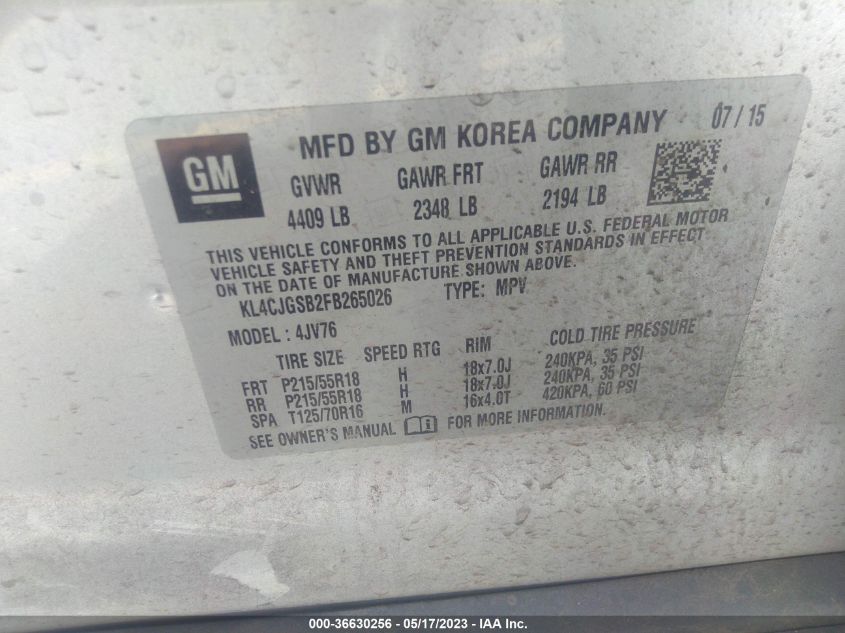 GM
MFD BY GM KOREA COMPANY 07 / 15
GVWR GAWR FRT GAWR RR
4409 LB 2348 LB 2194 LB
THIS VEHICLE CONFORMS TO ALL APPLICABLE U.S. FEDERAL MOTOR
VEHICLE SAFETY AND THEFT PREVENTION STANDARDS IN EFFECT
ON THE DATE OF MANUFACTURE SHOWN ABOVE.
KL4CJGSB2FB265026 TYPE: MPV
MODEL : 4JV76
TIRE SIZE SPEED RTG RIM COLD TIRE PRESSURE
FRT P215/55R18 H 18x7.0J 240KPA, 35 PSI
RR P215/55R18 H 18x7.0J 240KPA, 35 PSI
SPA T125/70R16 M 16x4.0T 420KPA, 60 PSI
SEE OWNER'S MANUAL FOR MORE INFORMATION.
000-36630256 - 05/17/2023 - IAA Inc.